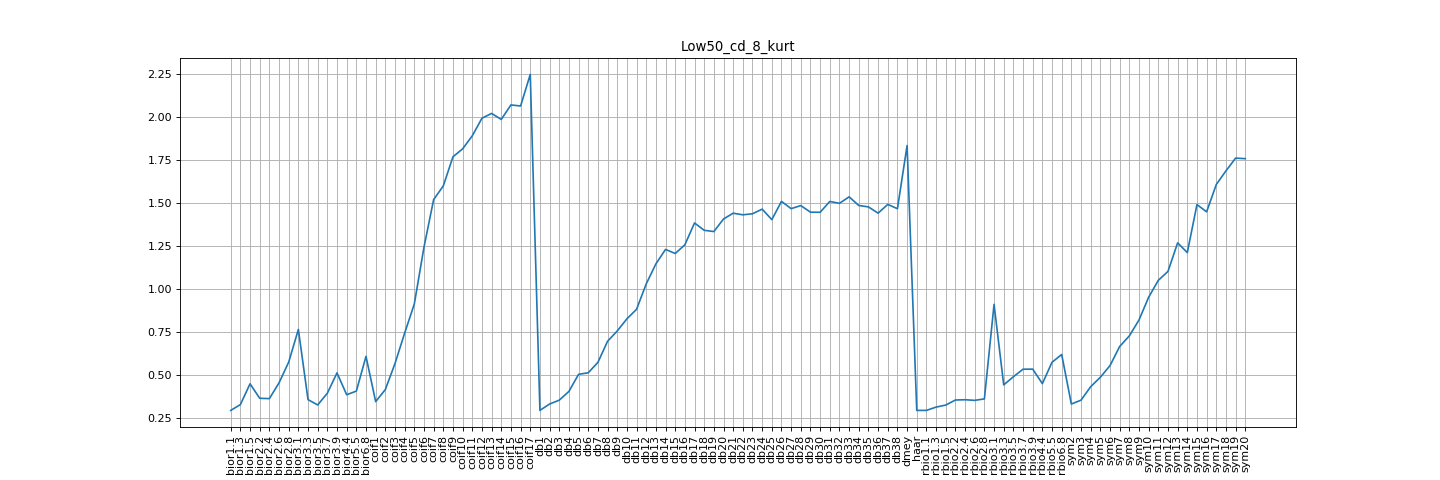 Low50_cd_8_kurt
2.25
2.00
1.75
1.50
1.25
1.00
0.75
0.50
0.25
bior1.1
bior1.3
bior1.5
bior2.2
bior2.4
bior2.6
bior2.8
bior3.1
bior3.3
bior3.5
bior3.7
bior3.9
bior4.4
bior5.5
bior6.8
coif1
coif2
coif3
coif4
coif5
coif6
coif7
coif8
coif9
coif10
coif11
coif12
coif13
coif14
coif15
coif16
coif17
db1
db2
db3
db4
db5
db6
db7
db8
db9
db10
db11
db12
db13
db14
db15
db16
db17
db18
db19
db20
db21
db22
db23
db24
db25
db26
db27
db28
db29
db30
db31
db32
db33
db34
db35
db36
db37
db38
dmey
haar
rbio1.1
rbio1.3
rbio1.5
rbio2.2
rbio2.4
rbio2.6
rbio2.8
rbio3.1
rbio3.3
rbio3.5
rbio3.7
rbio3.9
rbio4.4
rbio5.5
rbio6.8
sym2
sym3
sym4
sym5
sym6
sym7
sym8
sym9
sym10
sym11
sym12
sym13
sym14
sym15
sym16
sym17
sym18
sym19
sym20